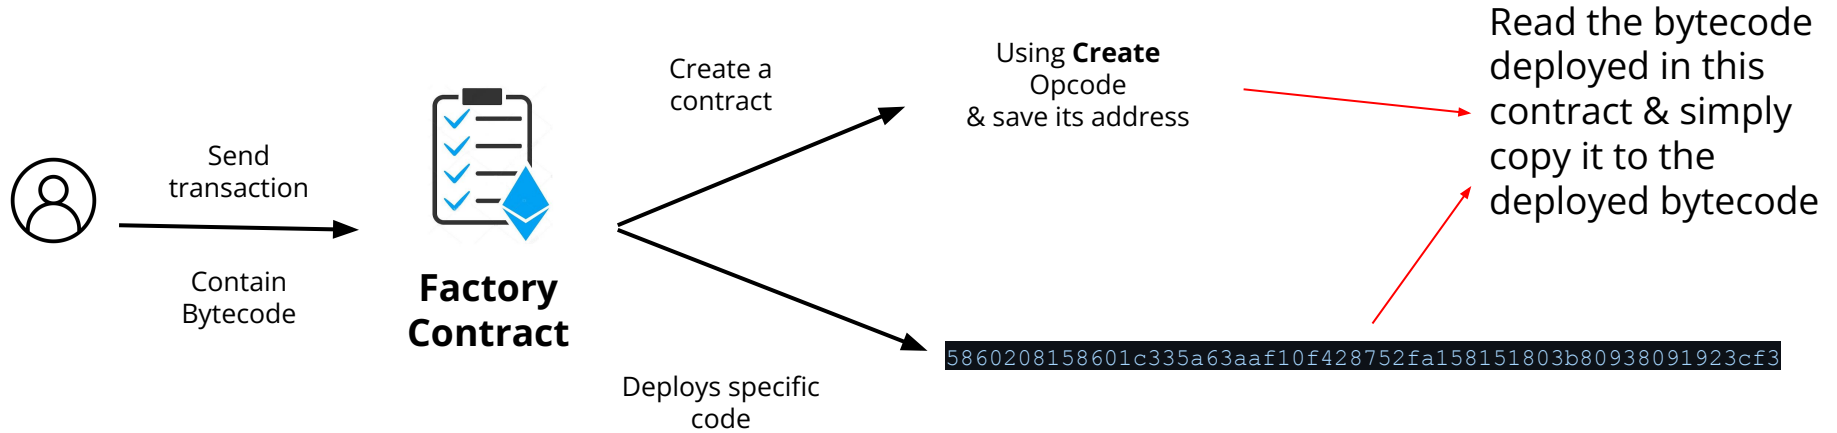 Send
transaction
Contain
Bytecode
Factory
Contract
Create a
contract
Deploys specific
code
Using Create
Opcode
& save its address
5860208158601c335a63aaf10f428752fa158151803b80938091923cf3
Read the bytecode
deployed in this
contract & simply
copy it to the
deployed bytecode